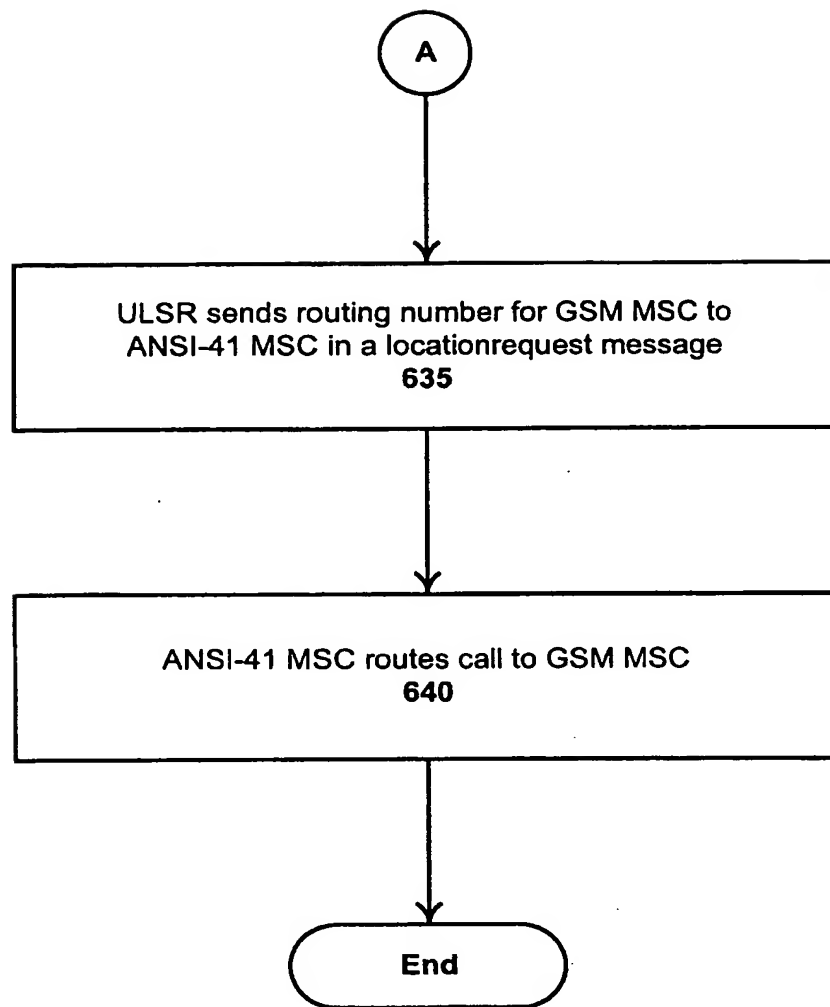 A
ULSR sends routing number for GSM MSC to
ANSI-41 MSC in a locationrequest message
635
ANSI-41 MSC routes call to GSM MSC
640
End